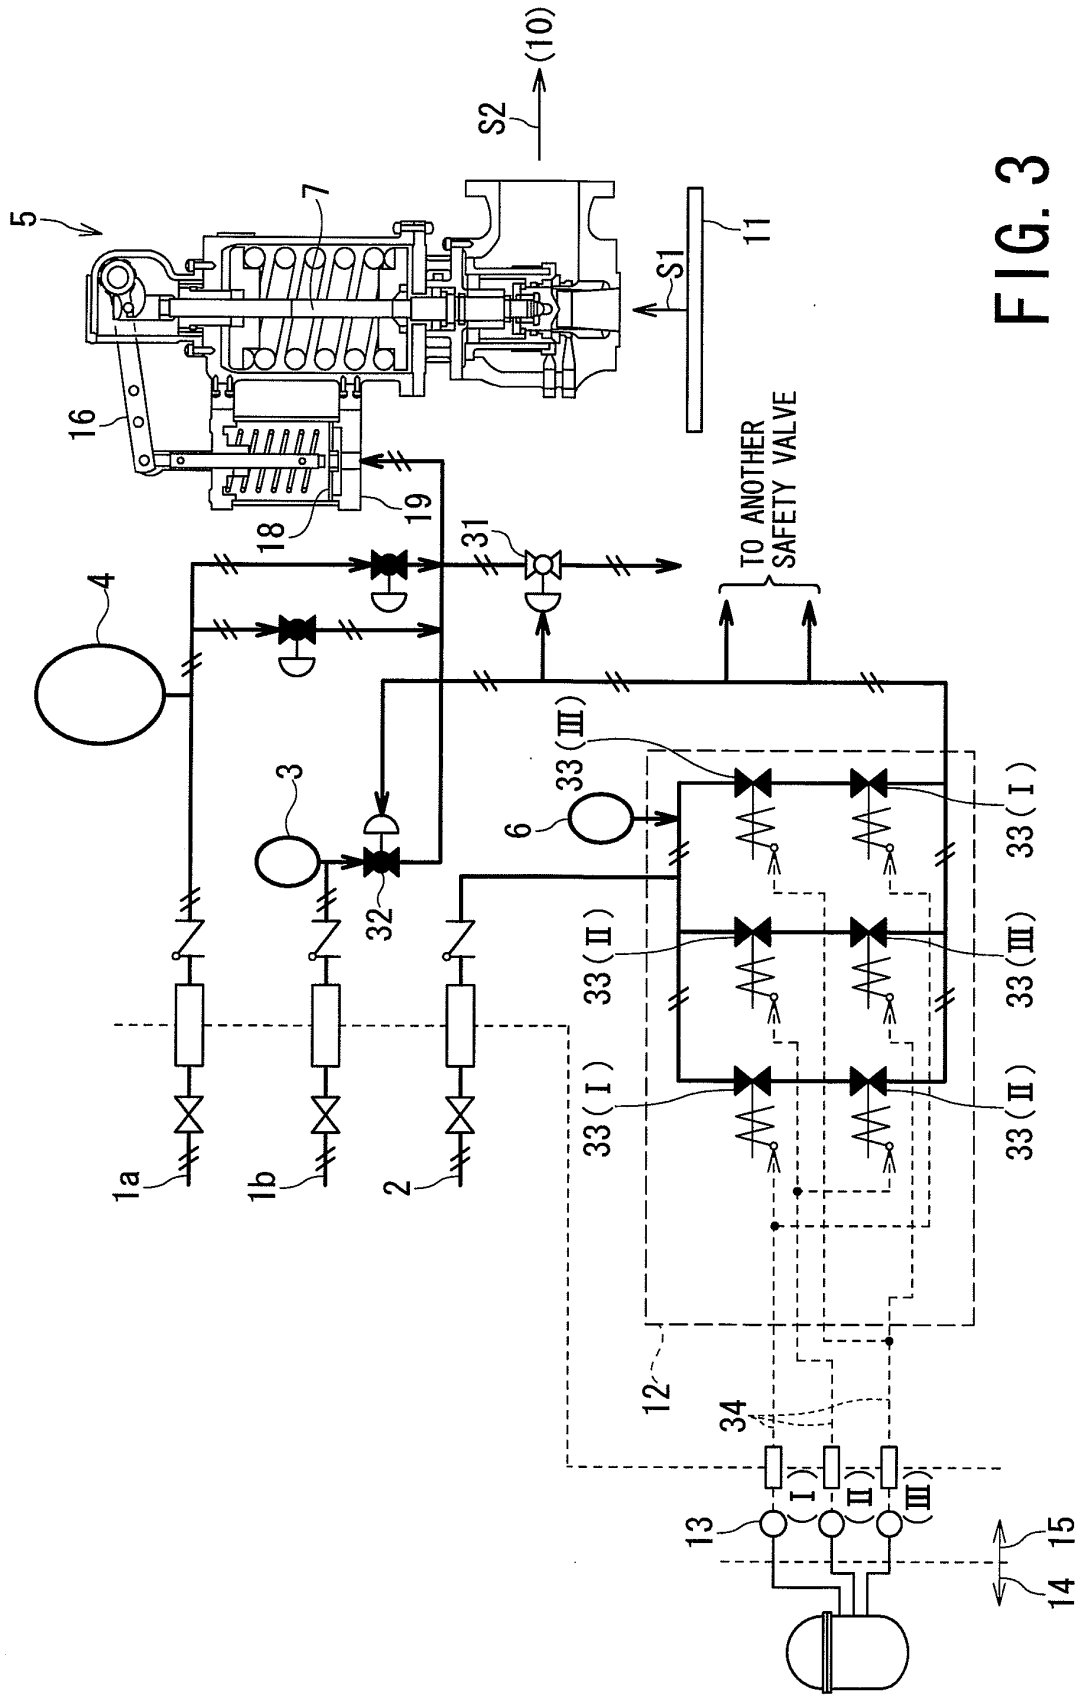 FIG. 3
5
7
16
18
19
S2
(10)
S1
11
4
31
TO ANOTHER
SAFETY VALVE
3
32
6
33(III)
33(I)
33(II)
33(III)
33(I)
33(II)
1a
1b
2
12
34
13
(I)
(II)
(III)
14
15